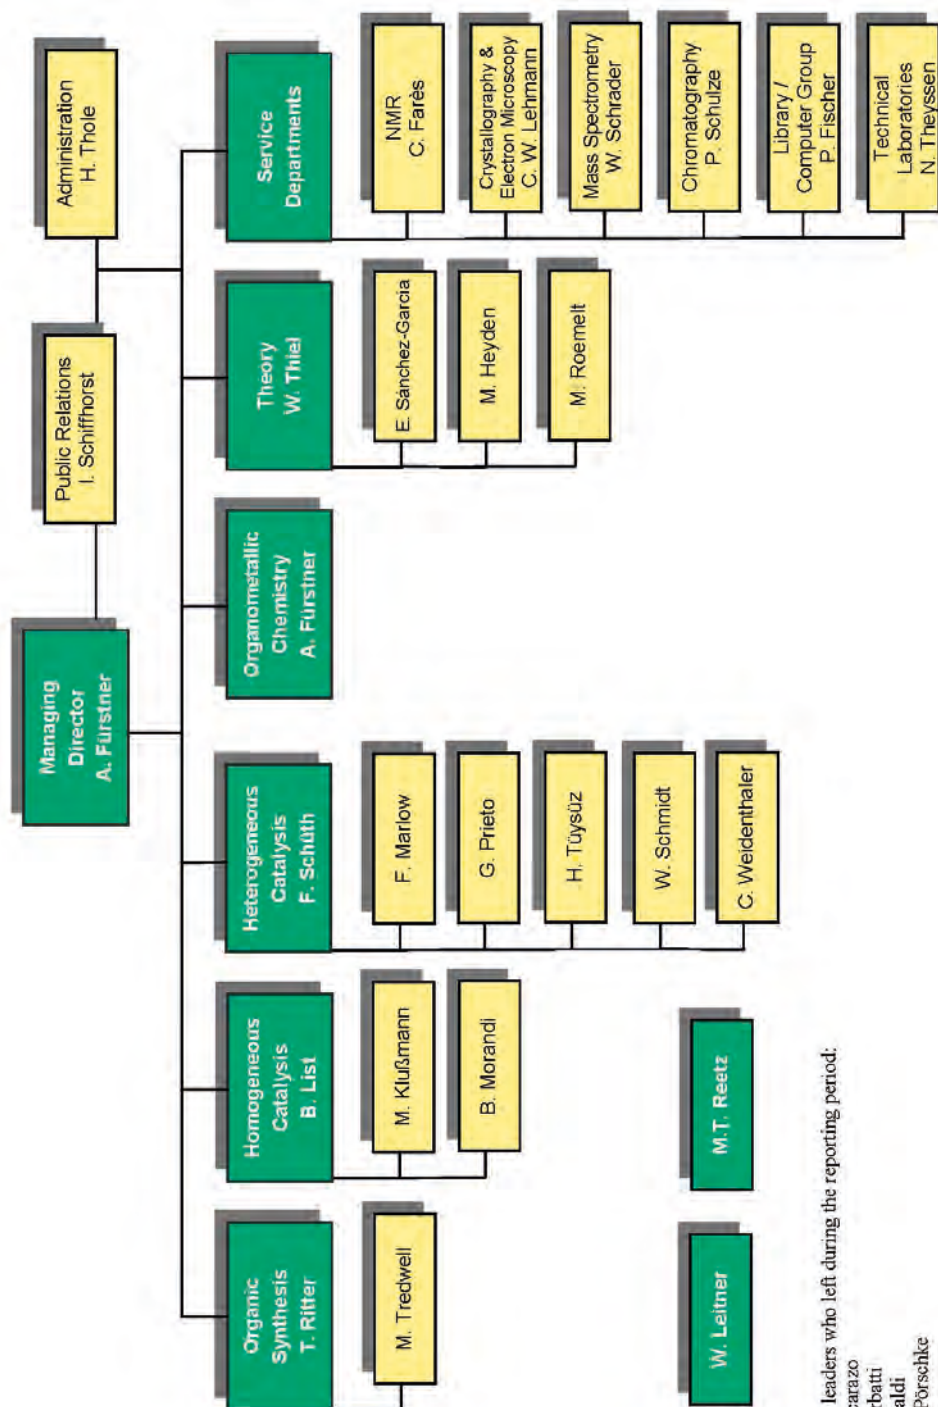 Managing
Director
A. Fürstner
Public Relations
I. Schiffhorst
Administration
H. Thole
Organic
Synthesis
T. Ritter
M. Tredwell
Homogeneous
Catalysis
B. List
M. Klußmann
B. Morandi
Heterogeneous
Catalysis
F. Schüth
F. Marlow
G. Prieto
H. Tüysüz
W. Schmidt
C. Weidenthaler
Organometallic
Chemistry
A. Fürstner
Theory
W. Thiel
E. Sánchez-Garcia
M. Heyden
M. Roemelt
Service
Departments
NMR
C. Farès
Crystallography &
Electron Microscopy
C. W. Lehmann
Mass Spectrometry
W. Schrader
Chromatography
P. Schulze
Library /
Computer Group
P. Fischer
Technical
Laboratories
N. Theyssen
W. Leitner
M.T. Reetz
leaders who left during the reporting period:
Pörschke